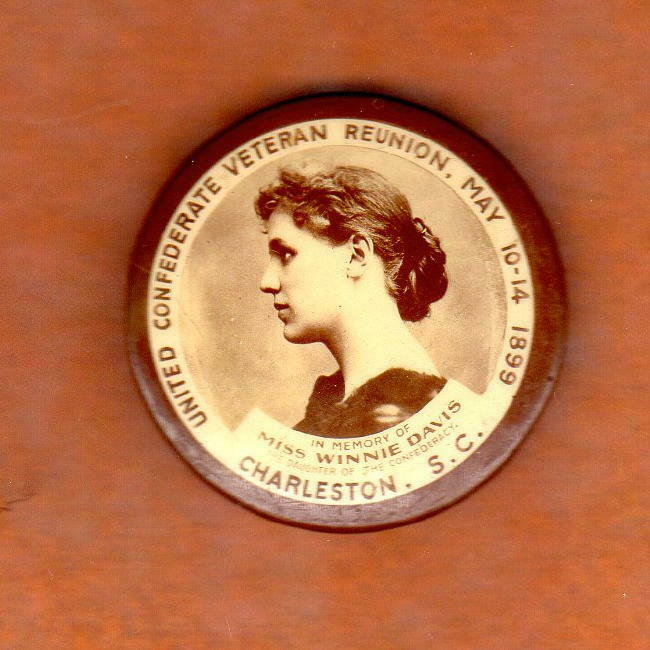 UNITED CONFEDERATE VETERAN REUNION, MAY 10-14 1899
IN MEMORY OF
MISS WINNIE DAVIS
THE DAUGHTER OF THE CONFEDERACY.
CHARLESTON, S.C.